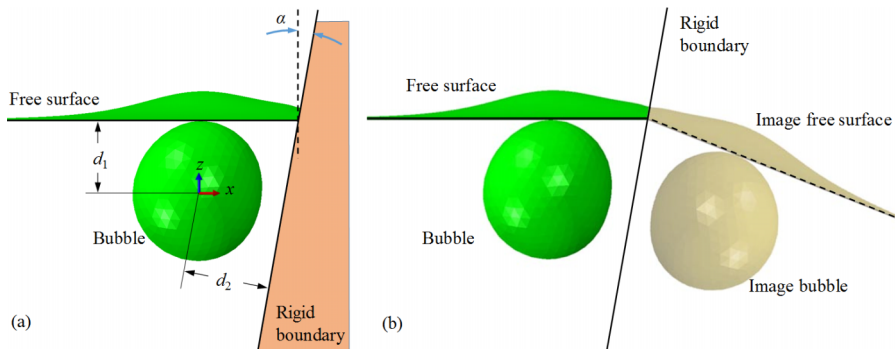 α
Free surface
d1
z
x
Bubble
d2
Rigid
boundary
(a)
Rigid
boundary
Free surface
Image free surface
Bubble
Image bubble
(b)